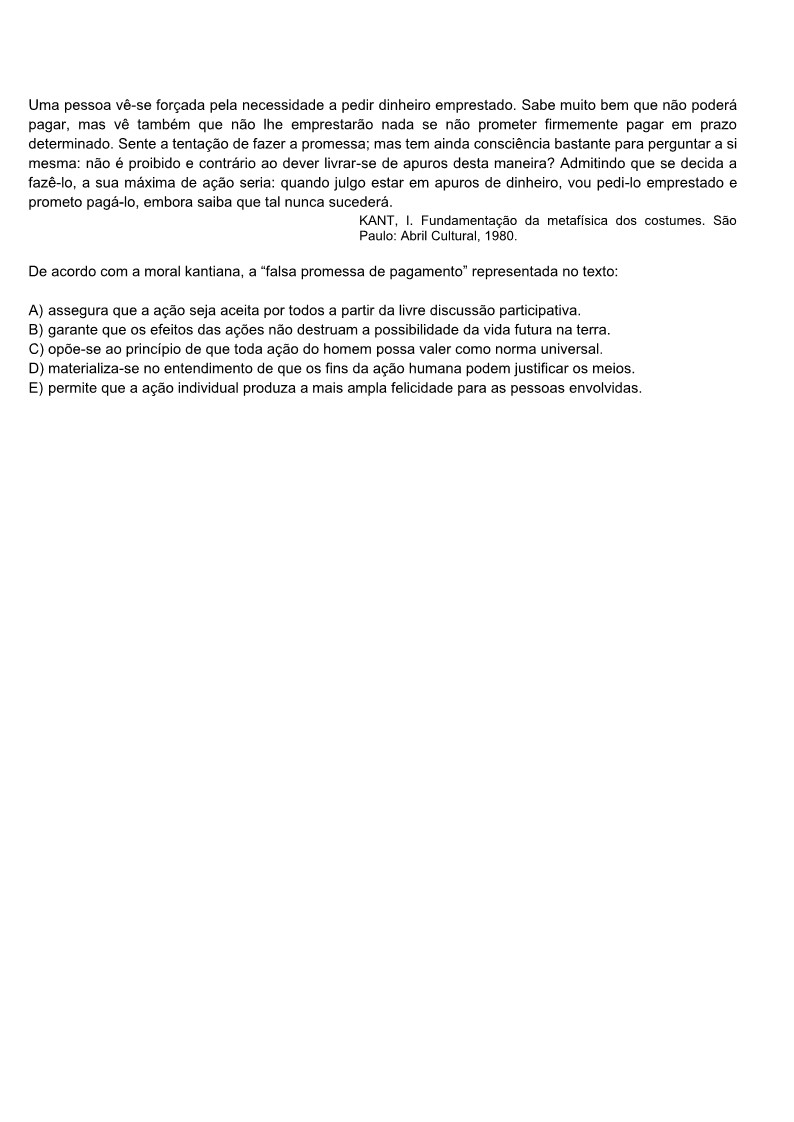 Uma pessoa vê-se forçada pela necessidade a pedir dinheiro emprestado. Sabe muito bem que não poderá
pagar, mas vê também que não lhe emprestarão nada se não prometer firmemente pagar em prazo
determinado. Sente a tentação de fazer a promessa; mas tem ainda consciência bastante para perguntar a si
mesma: não é proibido e contrário ao dever livrar-se de apuros desta maneira? Admitindo que se decida a
fazê-lo, a sua máxima de ação seria: quando julgo estar em apuros de dinheiro, vou pedi-lo emprestado e
prometo pagá-lo, embora saiba que tal nunca sucederá.
KANT, I. Fundamentação da metafísica dos costumes. São
Paulo: Abril Cultural, 1980.
De acordo com a moral kantiana, a “falsa promessa de pagamento” representada no texto:
A) assegura que a ação seja aceita por todos a partir da livre discussão participativa.
B) garante que os efeitos das ações não destruam a possibilidade da vida futura na terra.
C) opõe-se ao princípio de que toda ação do homem possa valer como norma universal.
D) materializa-se no entendimento de que os fins da ação humana podem justificar os meios.
E) permite que a ação individual produza a mais ampla felicidade para as pessoas envolvidas.